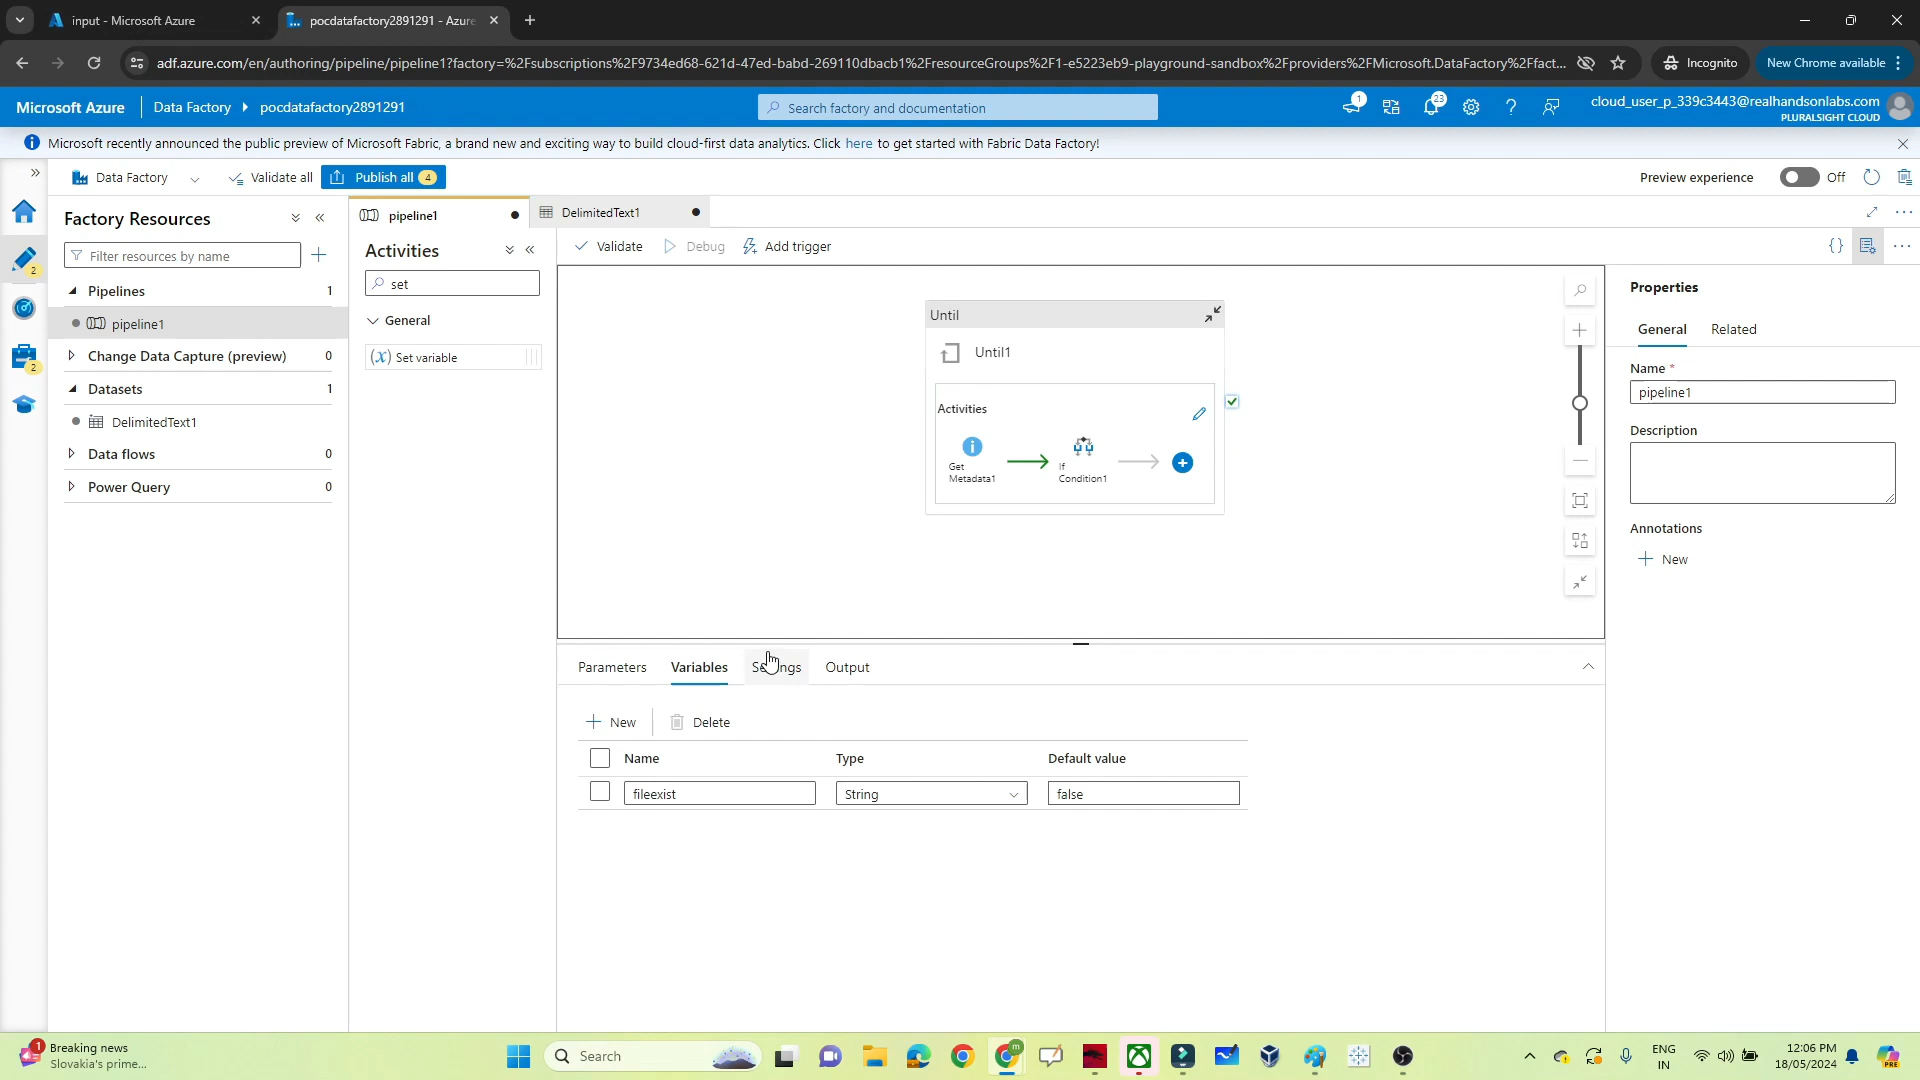 input - Microsoft Azure
pocdatafactory2891291 - Azure
adf.azure.com/en/authoring/pipeline/pipeline1?factory=%2Fsubscriptions%2F9734ed68-621d-47ed-babd-269110dbacb1%2FresourceGroups%2F1-e5223eb9-playground-sandbox%2Fproviders%2FMicrosoft.DataFactory%2Ffact...
Incognito
New Chrome available
Microsoft Azure
Data Factory
pocdatafactory2891291
Search factory and documentation
1
23
cloud_user_p_339c3443@realhandsonlabs.com
PLURALSIGHT CLOUD
Microsoft recently announced the public preview of Microsoft Fabric, a brand new and exciting way to build cloud-first data analytics. Click here to get started with Fabric Data Factory!
Data Factory
Validate all
Publish all 4
Preview experience
Off
Factory Resources
pipeline1
DelimitedText1
Filter resources by name
Activities
Validate
Debug
Add trigger
2
Pipelines 1
pipeline1
Change Data Capture (preview) 0
2
Datasets 1
DelimitedText1
Data flows 0
Power Query 0
set
General
(x) Set variable
Until
Until1
Activities
Get
Metadata1
If
Condition1
Properties
General
Related
Name *
pipeline1
Description
Annotations
New
Parameters
Variables
Settings
Output
New
Delete
Name
Type
Default value
fileexist
String
false
1
Breaking news
Slovakia's prime...
Search
m
ENG
IN
12:06 PM
18/05/2024
PRE